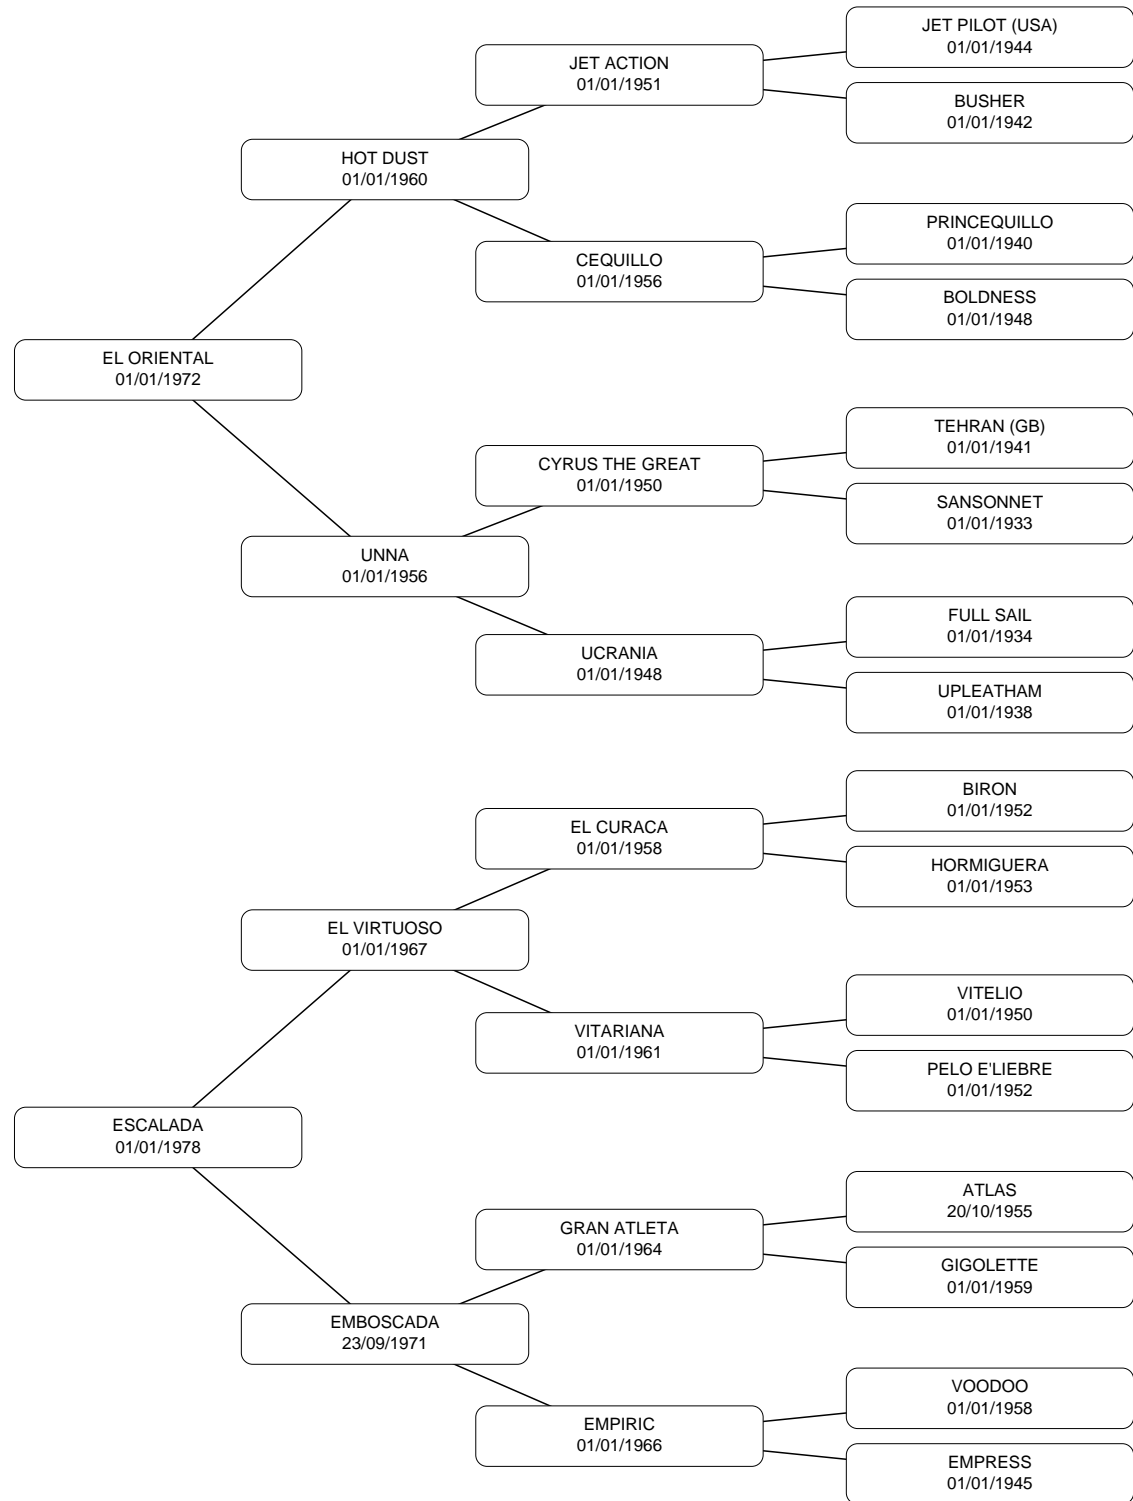 JET PILOT (USA)
01/01/1944
JET ACTION
01/01/1951
BUSHER
01/01/1942
HOT DUST
01/01/1960
PRINCEQUILLO
01/01/1940
CEQUILLO
01/01/1956
BOLDNESS
01/01/1948
EL ORIENTAL
01/01/1972
TEHRAN (GB)
01/01/1941
CYRUS THE GREAT
01/01/1950
SANSONNET
01/01/1933
UNNA
01/01/1956
FULL SAIL
01/01/1934
UCRANIA
01/01/1948
UPLEATHAM
01/01/1938
BIRON
01/01/1952
EL CURACA
01/01/1958
HORMIGUERA
01/01/1953
EL VIRTUOSO
01/01/1967
VITELIO
01/01/1950
VITARIANA
01/01/1961
PELO E'LIEBRE
01/01/1952
ESCALADA
01/01/1978
ATLAS
20/10/1955
GRAN ATLETA
01/01/1964
GIGOLETTE
01/01/1959
EMBOSCADA
23/09/1971
VOODOO
01/01/1958
EMPIRIC
01/01/1966
EMPRESS
01/01/1945